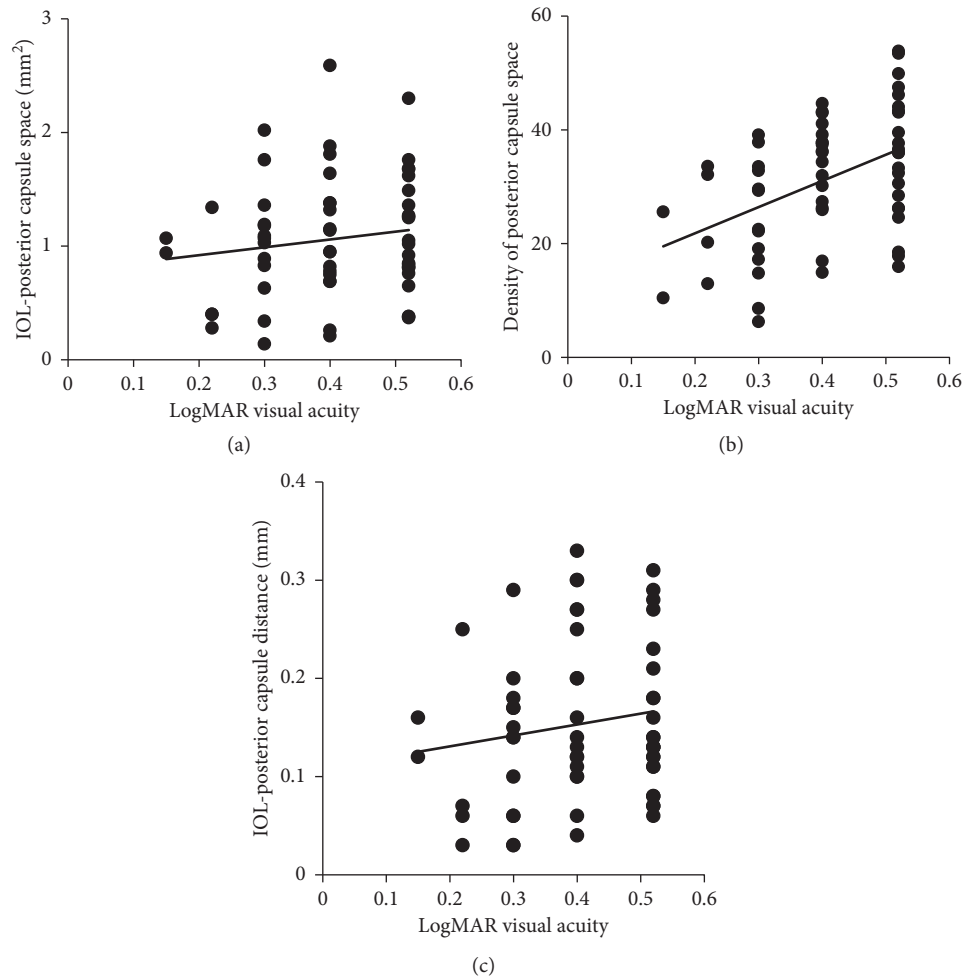 IOL-posterior capsule space (mm²)
3
2
1
0
0 0.1 0.2 0.3 0.4 0.5 0.6
LogMAR visual acuity
(a)
Density of posterior capsule space
60
40
20
0
0 0.1 0.2 0.3 0.4 0.5 0.6
LogMAR visual acuity
(b)
IOL-posterior capsule distance (mm)
0.4
0.3
0.2
0.1
0
0 0.1 0.2 0.3 0.4 0.5 0.6
LogMAR visual acuity
(c)